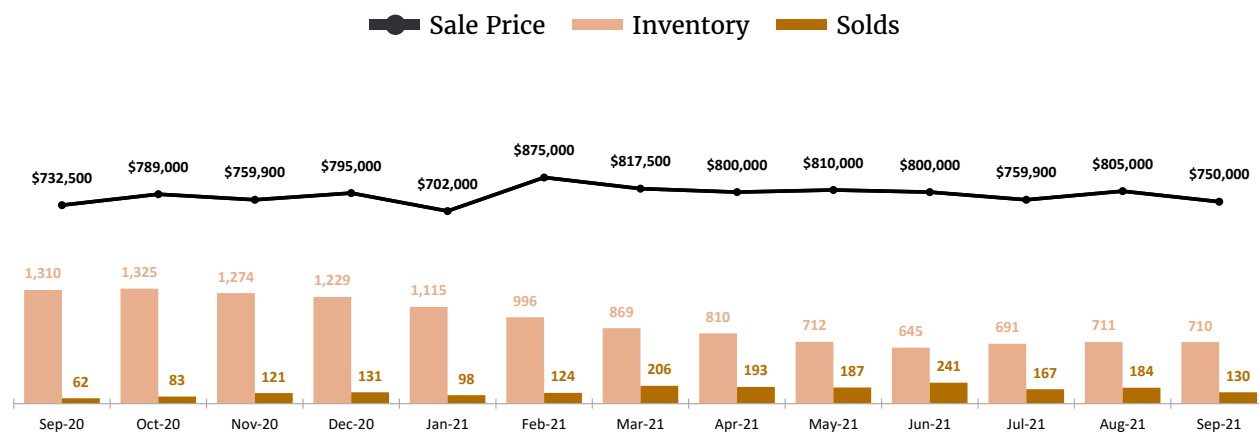 Sale Price Inventory Solds
$732,500 $789,000 $759,900 $795,000 $702,000 $875,000 $817,500 $800,000 $810,000 $800,000 $759,900 $805,000 $750,000
1,310 1,325 1,274 1,229 1,115 996 869 810 712 645 691 711 710
62 83 121 131 98 124 206 193 187 241 167 184 130
Sep-20 Oct-20 Nov-20 Dec-20 Jan-21 Feb-21 Mar-21 Apr-21 May-21 Jun-21 Jul-21 Aug-21 Sep-21